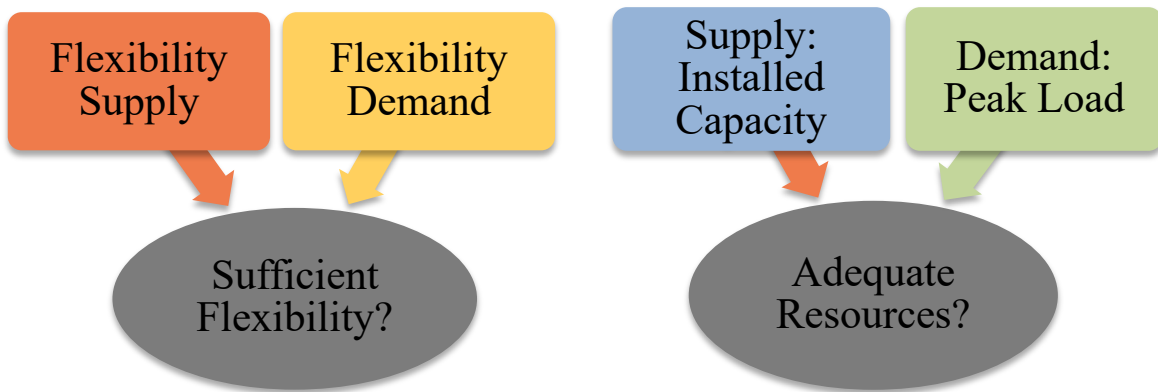 Flexibility
Supply
Flexibility
Demand
Sufficient
Flexibility?
Supply:
Installed
Capacity
Demand:
Peak Load
Adequate
Resources?